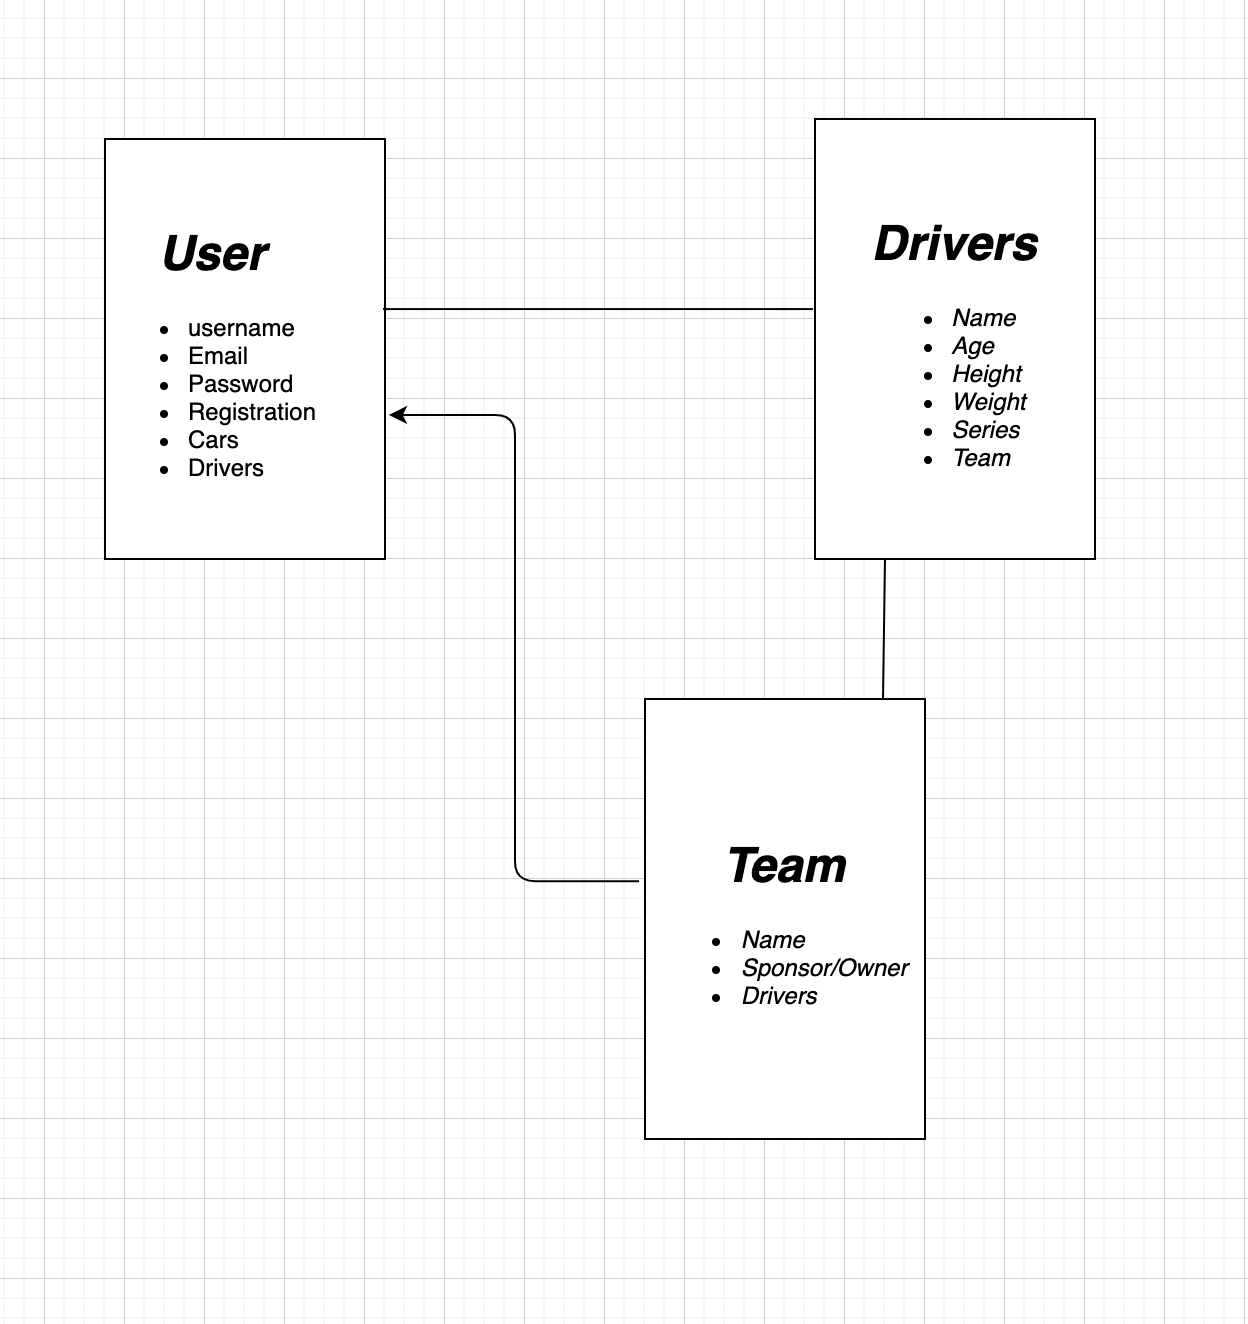 User
username
Email
Password
Registration
Cars
Drivers
Drivers
Name
Age
Height
Weight
Series
Team
Team
Name
Sponsor/Owner
Drivers